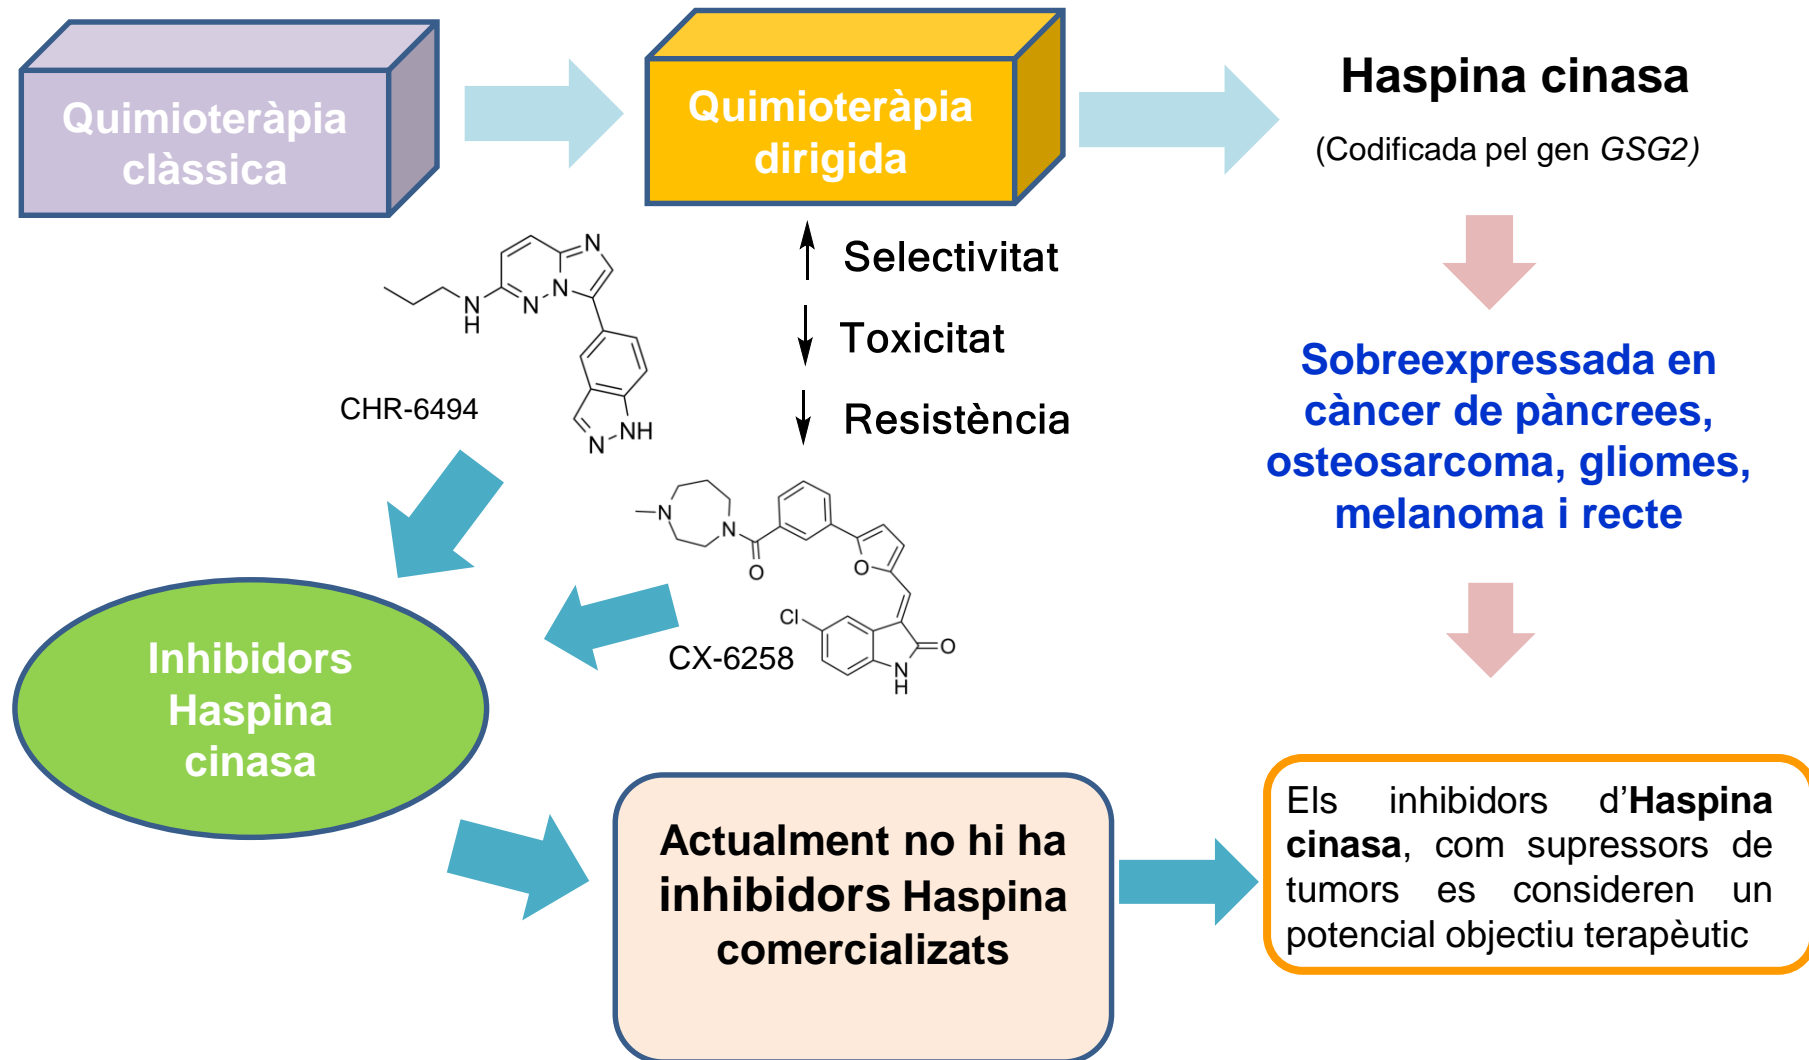 Quimioteràpia
clàssica
Quimioteràpia
dirigida
Haspina cinasa
(Codificada pel gen GSG2)
Selectivitat
Toxicitat
Resistència
N
N
N
N
H
N
NH
CHR-6494
Sobreexpressada en
càncer de pàncrees,
osteosarcoma, gliomes,
melanoma i recte
N
N
O
O
Cl
O
N
H
CX-6258
Inhibidors
Haspina
cinasa
Actualment no hi ha
inhibidors Haspina
comercializats
Els inhibidors d’Haspina
cinasa, com supressors de
tumors es consideren un
potencial objectiu terapèutic